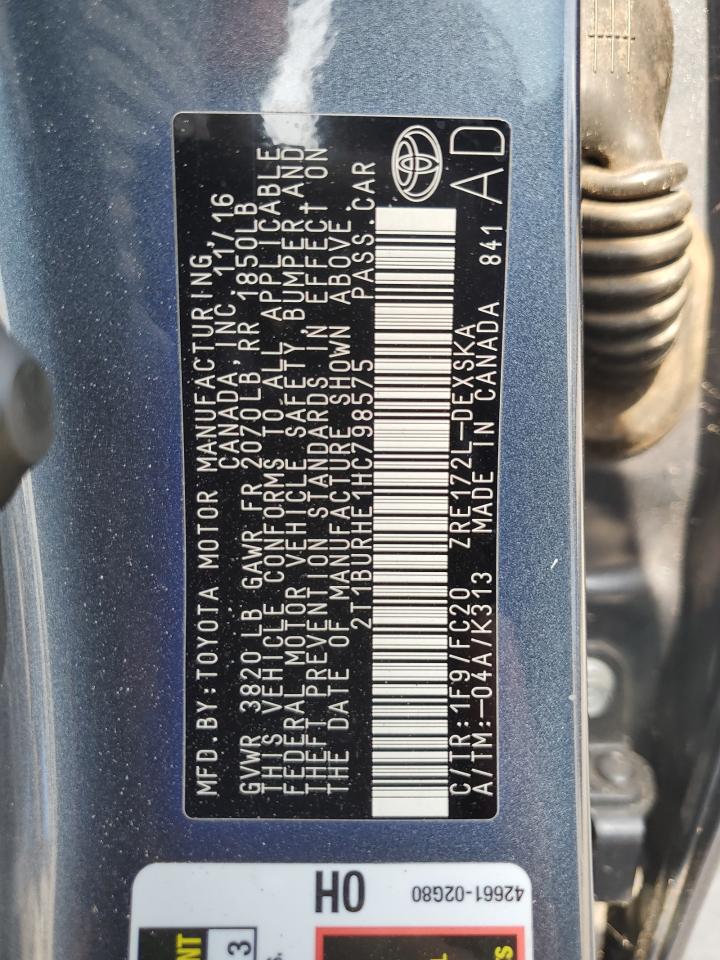 MFD.BY:TOYOTA MOTOR MANUFACTURING,
CANADA, INC. 11/16
GVWR 3820 LB GAWR FR 2070LB RR 1850LB
THIS VEHICLE CONFORMS TO ALL APPLICABLE
FEDERAL MOTOR VEHICLE SAFETY, BUMPER AND
THEFT PREVENTION STANDARDS IN EFFECT ON
THE DATE OF MANUFACTURE SHOWN ABOVE.
2T1BURHE1HC798575 PASS.CAR
C/TR:1F9/FC20 ZRE172L-DEXSKA
A/TM:-04A/K313 MADE IN CANADA 841
AD
0H
42661-02G80
3